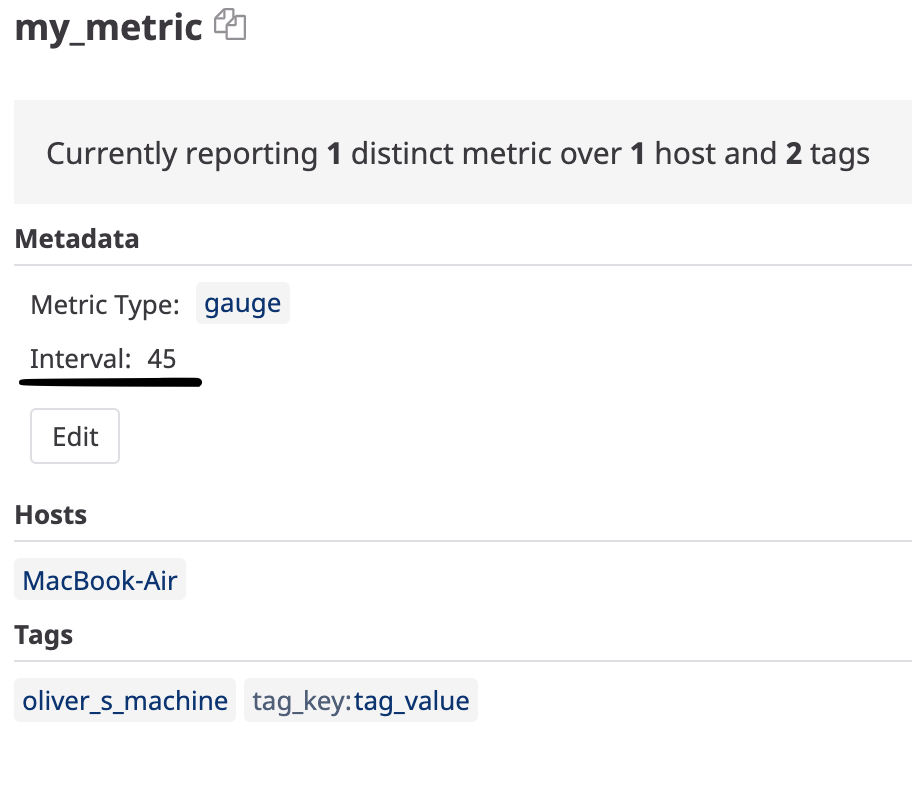 my_metric
Currently reporting 1 distinct metric over 1 host and 2 tags
Metadata
Metric Type: gauge
Interval: 45
Edit
Hosts
MacBook-Air
Tags
oliver_s_machine tag_key:tag_value